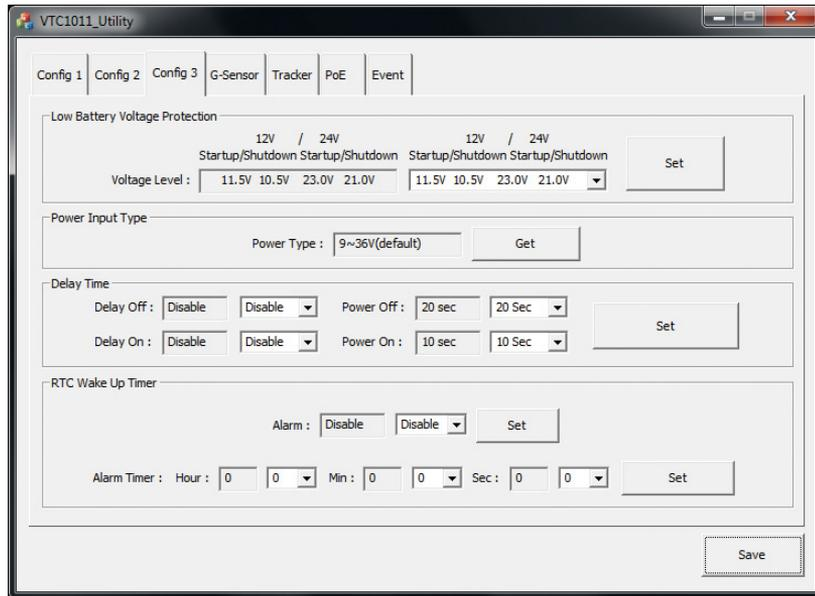 VTC1011_Utility
Config 1 Config 2 Config 3 G-Sensor Tracker PoE Event
Low Battery Voltage Protection
12V / 24V 12V / 24V
Startup/Shutdown Startup/Shutdown Startup/Shutdown Startup/Shutdown
Voltage Level : 11.5V 10.5V 23.0V 21.0V 11.5V 10.5V 23.0V 21.0V Set
Power Input Type
Power Type : 9~36V(default) Get
Delay Time
Delay Off : Disable Disable Power Off : 20 sec 20 Sec
Set
Delay On : Disable Disable Power On : 10 sec 10 Sec
RTC Wake Up Timer
Alarm : Disable Disable Set
Alarm Timer : Hour : 0 0 Min : 0 0 Sec : 0 0 Set
Save